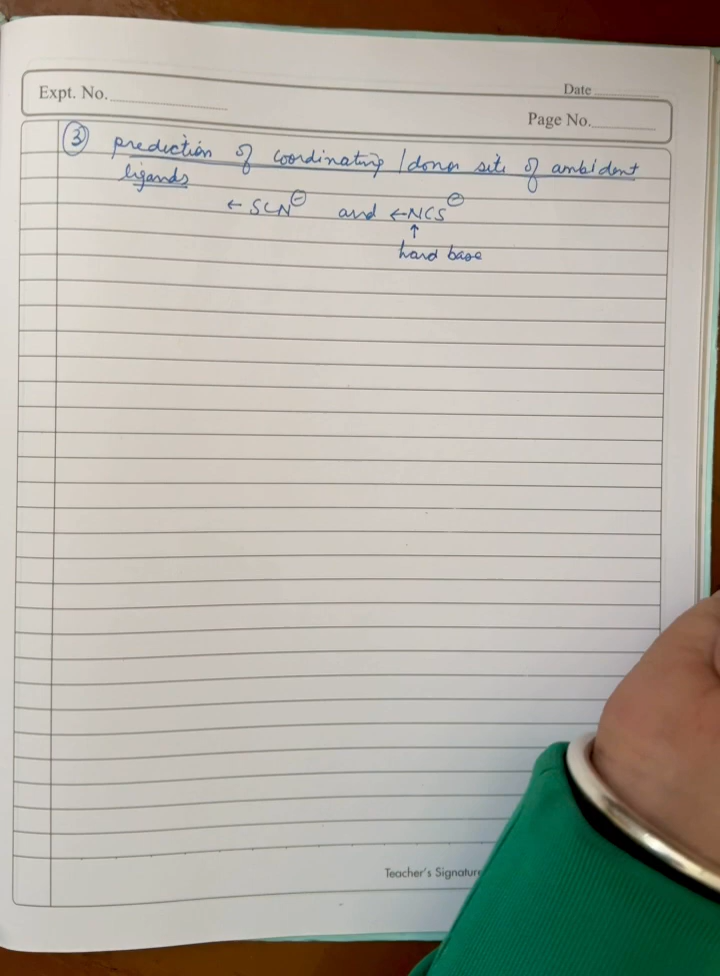 Expt. No.
Date
Page No.
③ prediction of coordinating / donor site of ambident
ligands
← SCN⊖ and ←NCS⊖
↑
hard base
Teacher's Signature